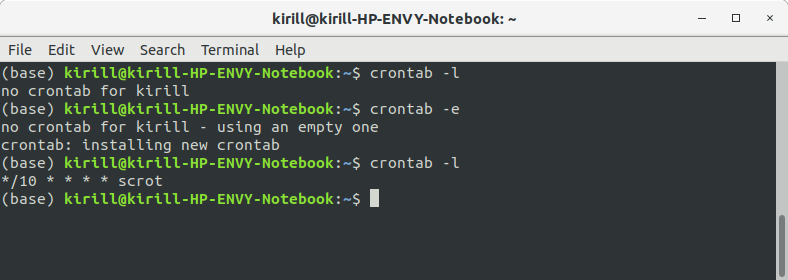 kirill@kirill-HP-ENVY-Notebook: ~
File Edit View Search Terminal Help
(base) kirill@kirill-HP-ENVY-Notebook:~$ crontab -l
no crontab for kirill
(base) kirill@kirill-HP-ENVY-Notebook:~$ crontab -e
no crontab for kirill - using an empty one
crontab: installing new crontab
(base) kirill@kirill-HP-ENVY-Notebook:~$ crontab -l
*/10 * * * * scrot
(base) kirill@kirill-HP-ENVY-Notebook:~$